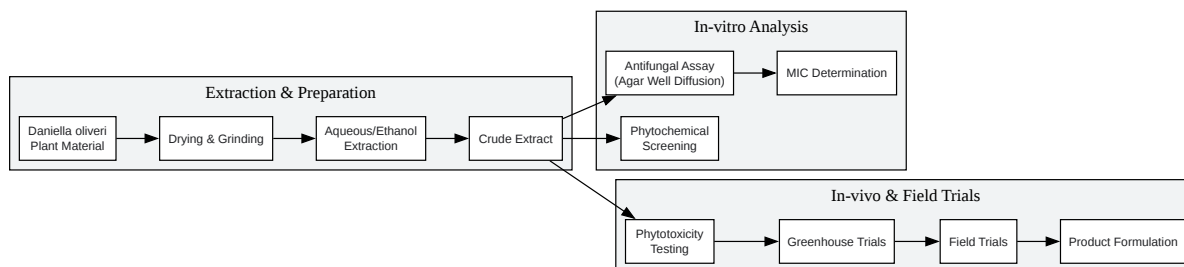 Extraction & Preparation
Daniella oliveri
Plant Material
Drying & Grinding
Aqueous/Ethanol
Extraction
Crude Extract
In-vitro Analysis
Antifungal Assay
(Agar Well Diffusion)
MIC Determination
Phytochemical
Screening
In-vivo & Field Trials
Phytotoxicity
Testing
Greenhouse Trials
Field Trials
Product Formulation